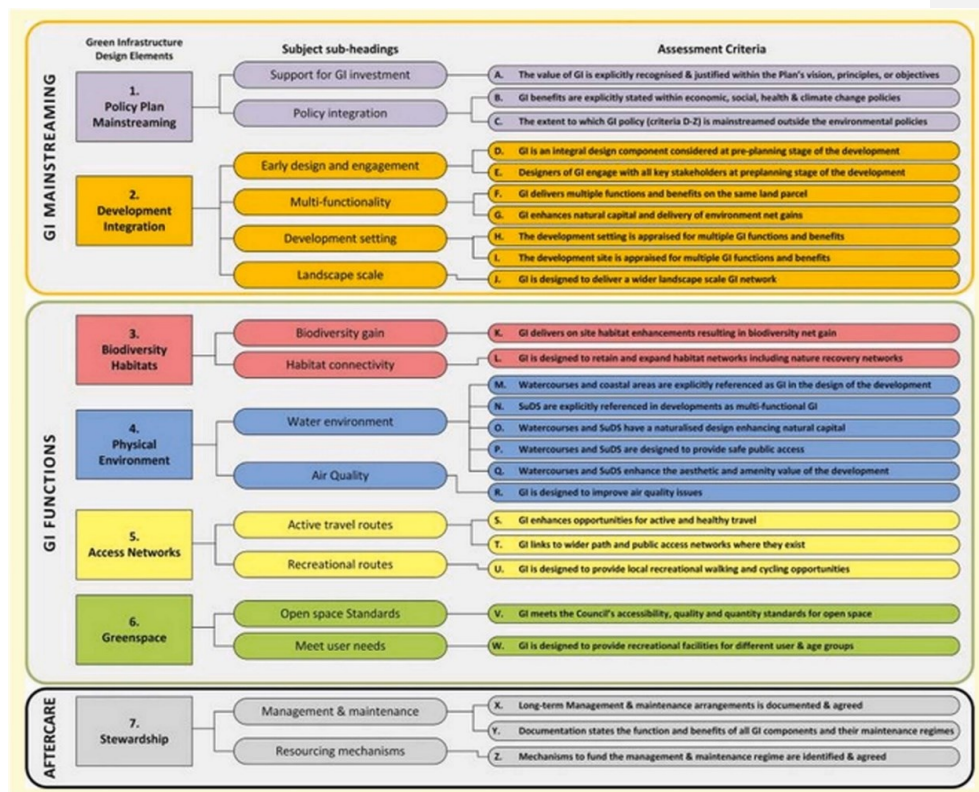 Green Infrastructure
Design Elements
Subject sub-headings
Assessment Criteria
GI MAINSTREAMING
1.
Policy Plan
Mainstreaming
Support for GI investment
A. The value of GI is explicitly recognised & justified within the Plan's vision, principles, or objectives
Policy integration
B. GI benefits are explicitly stated within economic, social, health & climate change policies
C. The extent to which GI policy (criteria D-Z) is mainstreamed outside the environmental policies
2.
Development
Integration
Early design and engagement
D. GI is an integral design component considered at pre-planning stage of the development
E. Designers of GI engage with all key stakeholders at preplanning stage of the development
Multi-functionality
F. GI delivers multiple functions and benefits on the same land parcel
G. GI enhances natural capital and delivery of environment net gains
Development setting
H. The development setting is appraised for multiple GI functions and benefits
I. The development site is appraised for multiple GI functions and benefits
Landscape scale
J. GI is designed to deliver a wider landscape scale GI network
GI FUNCTIONS
3.
Biodiversity
Habitats
Biodiversity gain
K. GI delivers on site habitat enhancements resulting in biodiversity net gain
Habitat connectivity
L. GI is designed to retain and expand habitat networks including nature recovery networks
4.
Physical
Environment
Water environment
M. Watercourses and coastal areas are explicitly referenced as GI in the design of the development
N. SuDS are explicitly referenced in developments as multi-functional GI
O. Watercourses and SuDS have a naturalised design enhancing natural capital
P. Watercourses and SuDS are designed to provide safe public access
Q. Watercourses and SuDS enhance the aesthetic and amenity value of the development
Air Quality
R. GI is designed to improve air quality issues
5.
Access Networks
Active travel routes
S. GI enhances opportunities for active and healthy travel
T. GI links to wider path and public access networks where they exist
Recreational routes
U. GI is designed to provide local recreational walking and cycling opportunities
6.
Greenspace
Open space Standards
V. GI meets the Council's accessibility, quality and quantity standards for open space
Meet user needs
W. GI is designed to provide recreational facilities for different user & age groups
AFTERCARE
7.
Stewardship
Management & maintenance
X. Long-term Management & maintenance arrangements is documented & agreed
Y. Documentation states the function and benefits of all GI components and their maintenance regimes
Resourcing mechanisms
Z. Mechanisms to fund the management & maintenance regime are identified & agreed